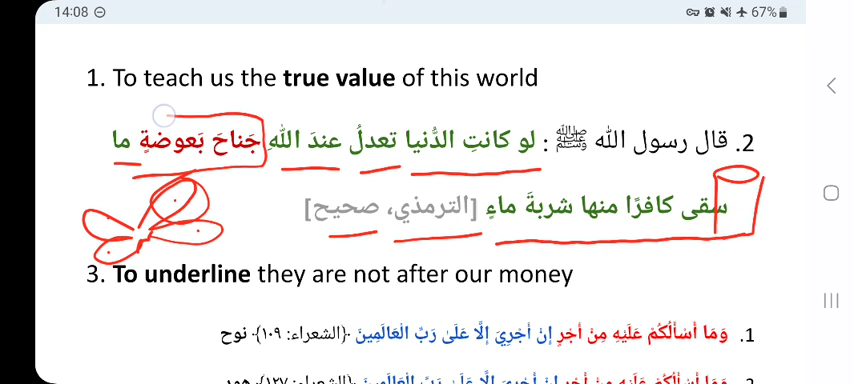 14:08
67%
1. To teach us the true value of this world
2. قال رسول الله ﷺ : لو كانتِ الدُّنيا تعدلُ عندَ اللَّهِ جَناحَ بَعوضةٍ ما
سقى كافرًا منها شربةَ ماءٍ [الترمذي، صحيح]
3. To underline they are not after our money
1. وَمَا أَسْأَلُكُمْ عَلَيْهِ مِنْ أَجْرٍ إِنْ أَجْرِيَ إِلَّا عَلَىٰ رَبِّ الْعَالَمِينَ ‎﴿الشعراء: ١٠٩﴾‏ نوح